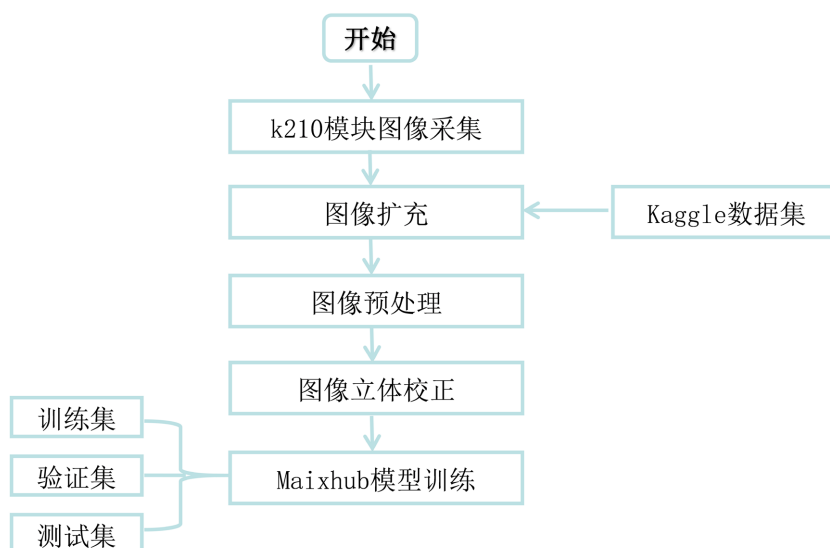 开始
k210模块图像采集
图像扩充
Kaggle数据集
图像预处理
图像立体校正
训练集
验证集
Maixhub模型训练
测试集